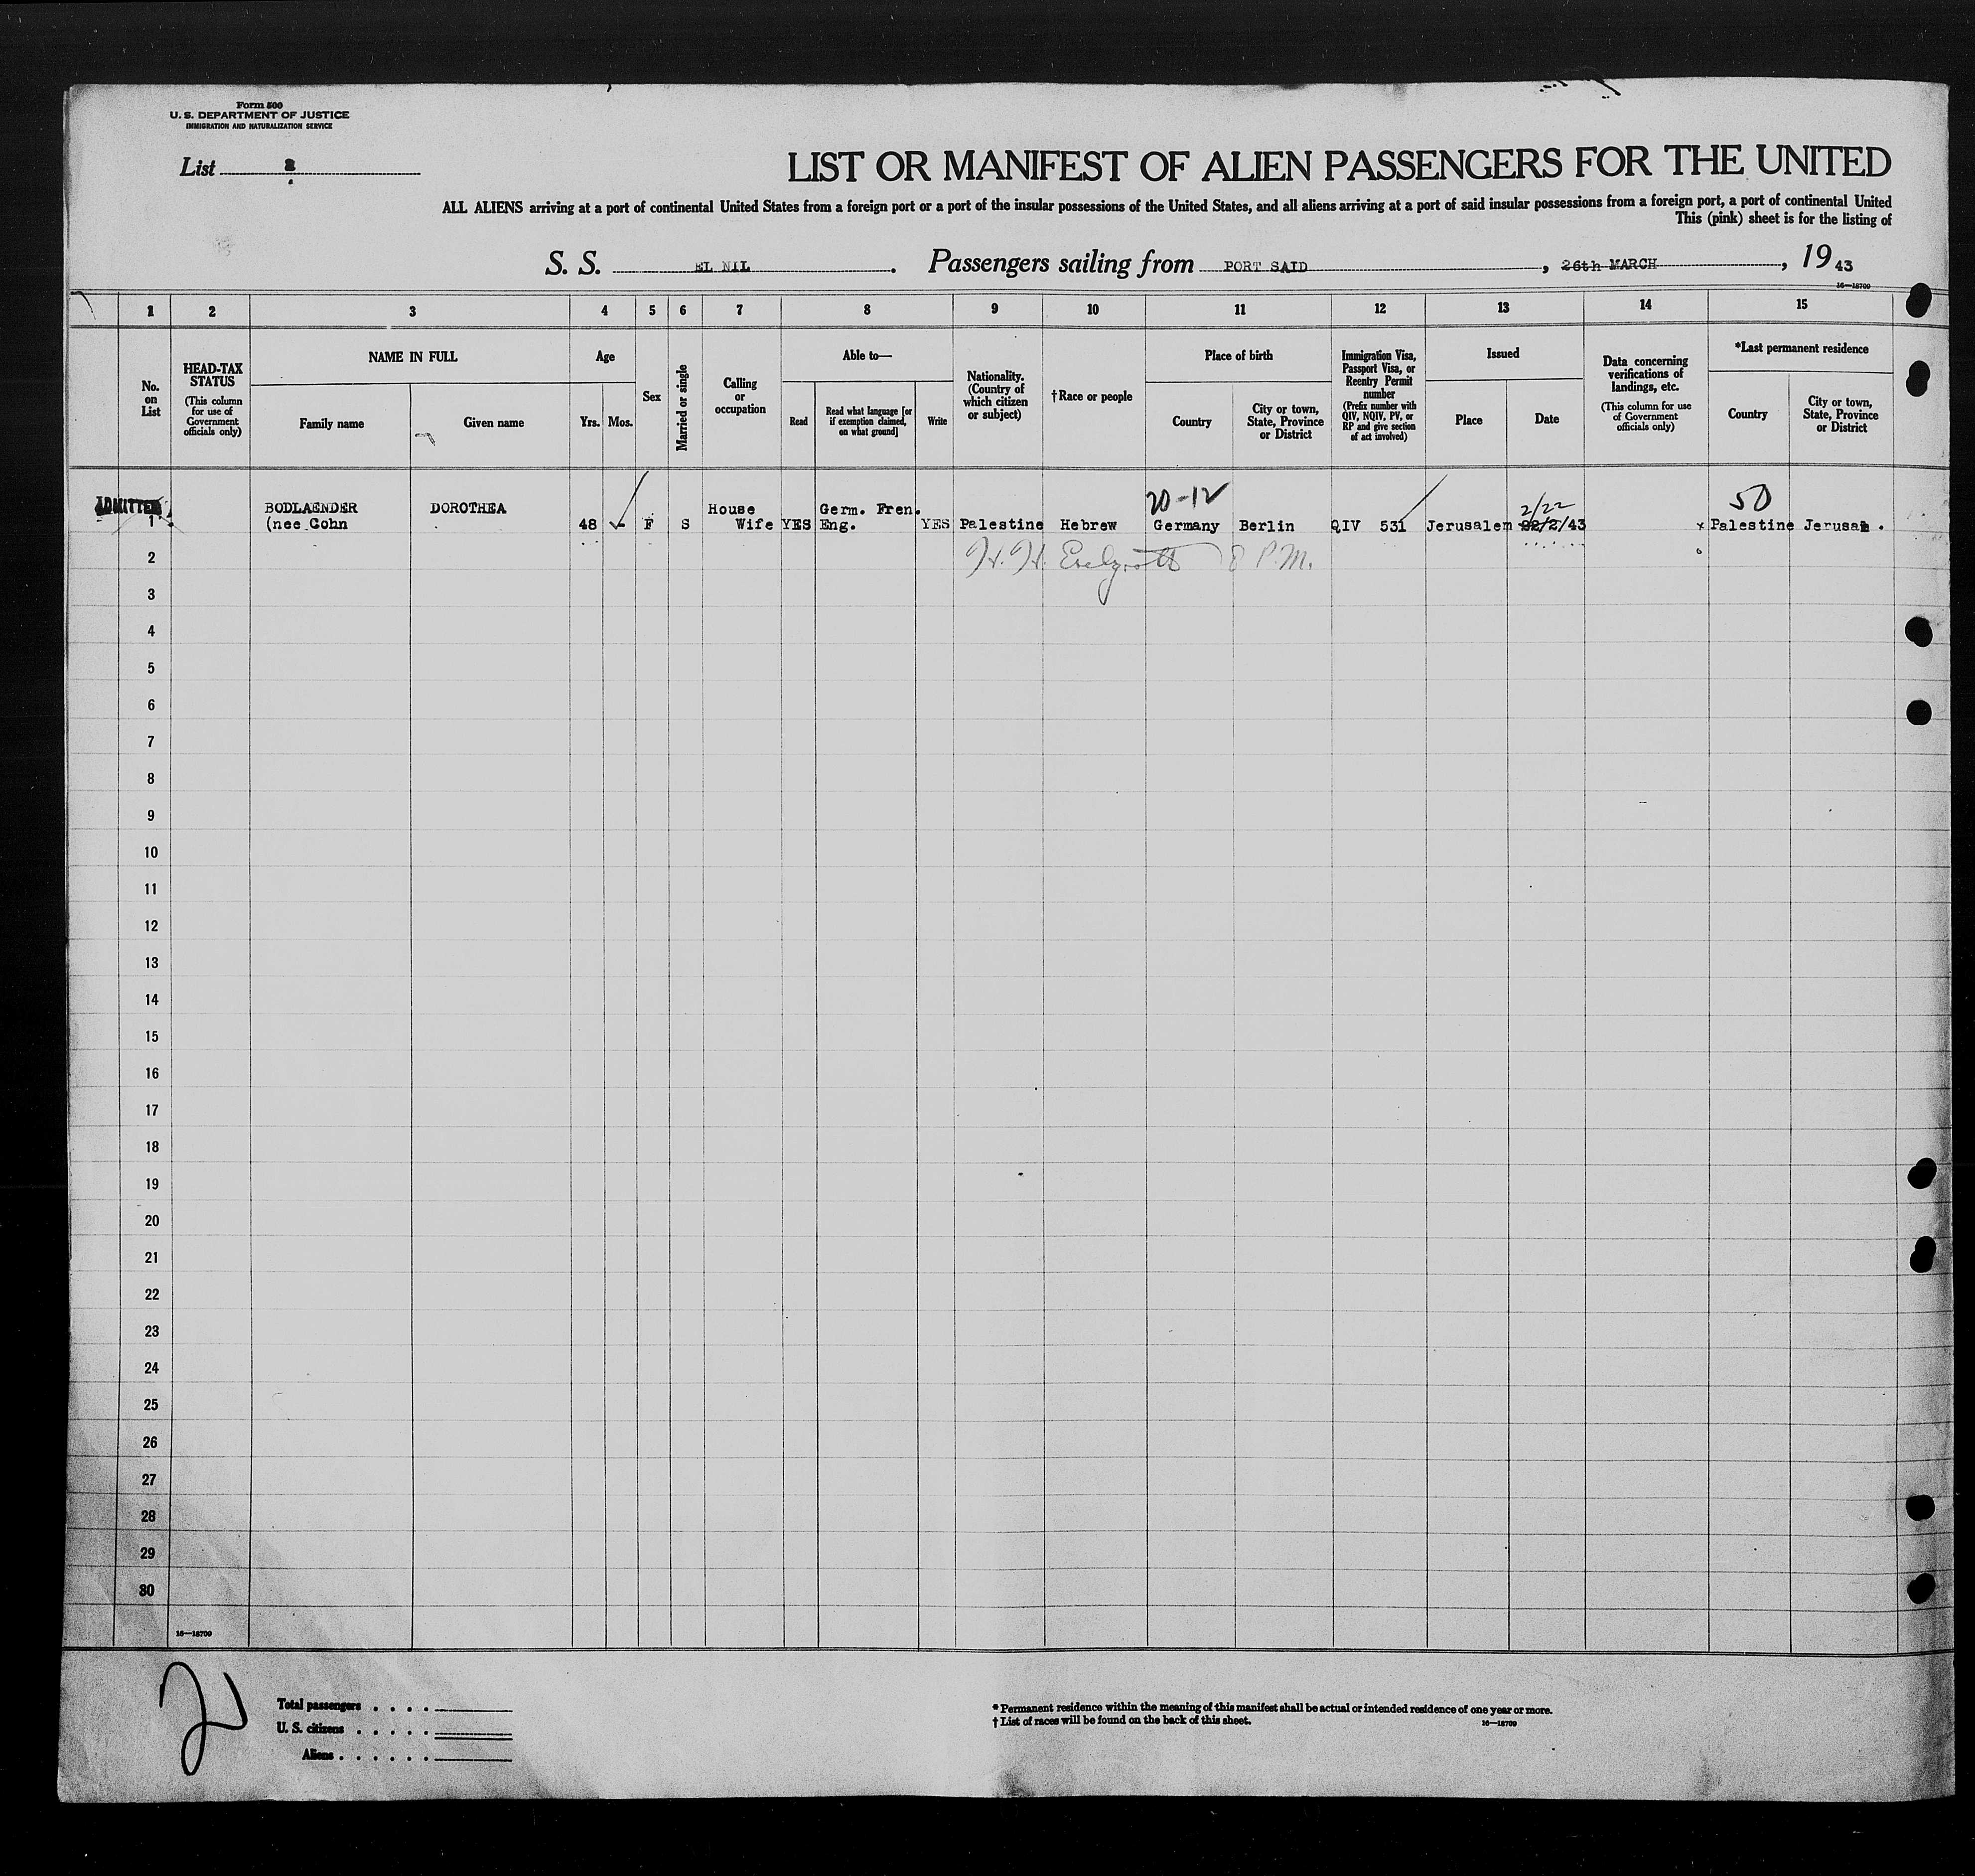 Form 500
U. S. DEPARTMENT OF JUSTICE
IMMIGRATION AND NATURALIZATION SERVICE
List 2
LIST OR MANIFEST OF ALIEN PASSENGERS FOR THE UNITED
ALL ALIENS arriving at a port of continental United States from a foreign port or a port of the insular possessions of the United States, and all aliens arriving at a port of said insular possessions from a foreign port, a port of continental United
This (pink) sheet is for the listing of
S. S. EL NIL. Passengers sailing from PORT SAID, 26th MARCH, 1943
16—18709
1 2 3 4 5 6 7 8 9 10 11 12 13 14 15
No. on List
HEAD-TAX STATUS
(This column for use of Government officials only)
NAME IN FULL
Family name
Given name
Age
Yrs. Mos.
Sex
Married or single
Calling or occupation
Able to—
Read
Read what language [or if exemption claimed, on what ground]
Write
Nationality. (Country of which citizen or subject)
†Race or people
Place of birth
Country
City or town, State, Province or District
Immigration Visa, Passport Visa, or Reentry Permit number
(Prefix number with QIV, NQIV, PV, or RP and give section of act involved)
Issued
Place
Date
Data concerning verifications of landings, etc.
(This column for use of Government officials only)
*Last permanent residence
Country
City or town, State, Province or District
ADMITTED
20-12
2/22
50
BODLAENDER DOROTHEA House Germ. Fren.
1 (nee Cohn 48 - F S Wife YES Eng. YES Palestine Hebrew Germany Berlin QIV 531 Jerusalem 22/2/43 x Palestine Jerusa .
2 H. H. 8 P.M.
3
4
5
6
7
8
9
10
11
12
13
14
15
16
17
18
19
20
21
22
23
24
25
26
27
28
29
30
16—18709
2
Total passengers . . . .
U. S. citizens . . . . .
Aliens . . . . . .
* Permanent residence within the meaning of this manifest shall be actual or intended residence of one year or more.
† List of races will be found on the back of this sheet.
16—18709